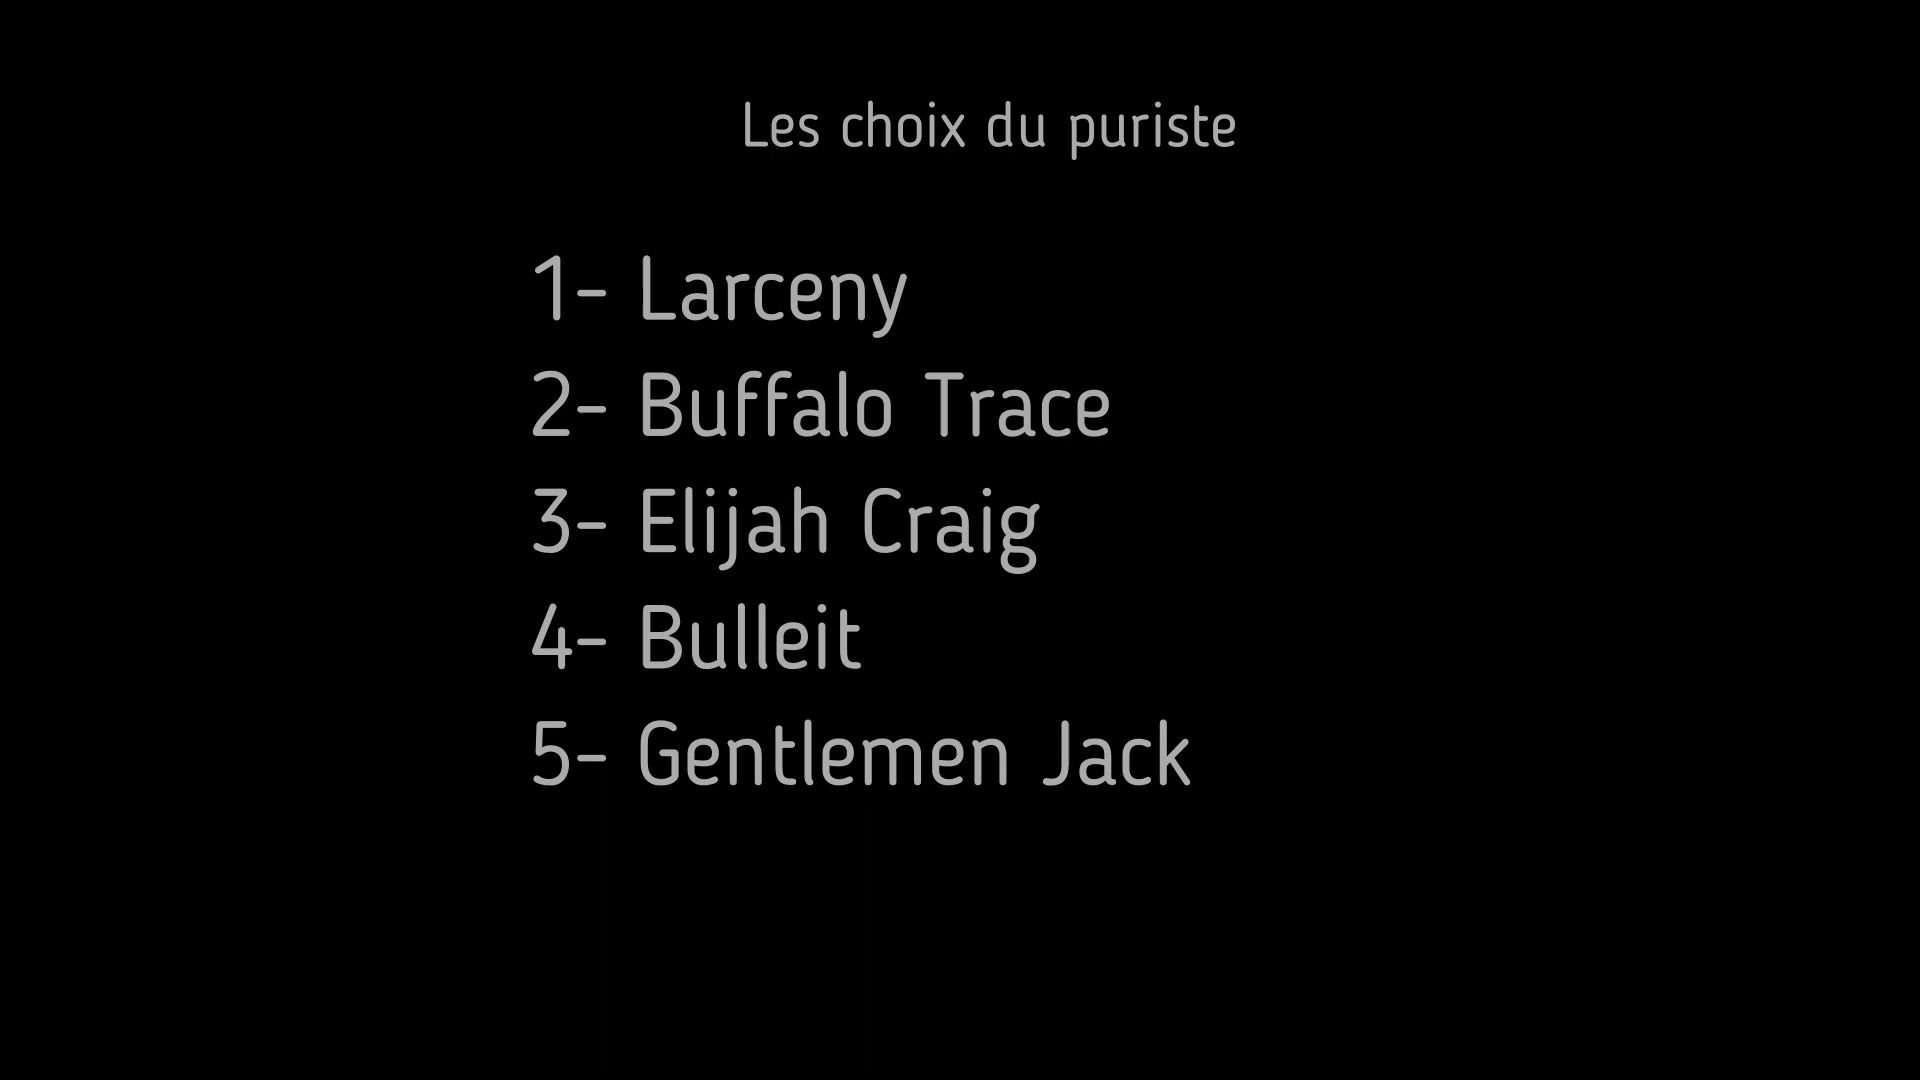 Les choix du puriste
1- Larceny
2- Buffalo Trace
3- Elijah Craig
4- Bulleit
5- Gentlemen Jack